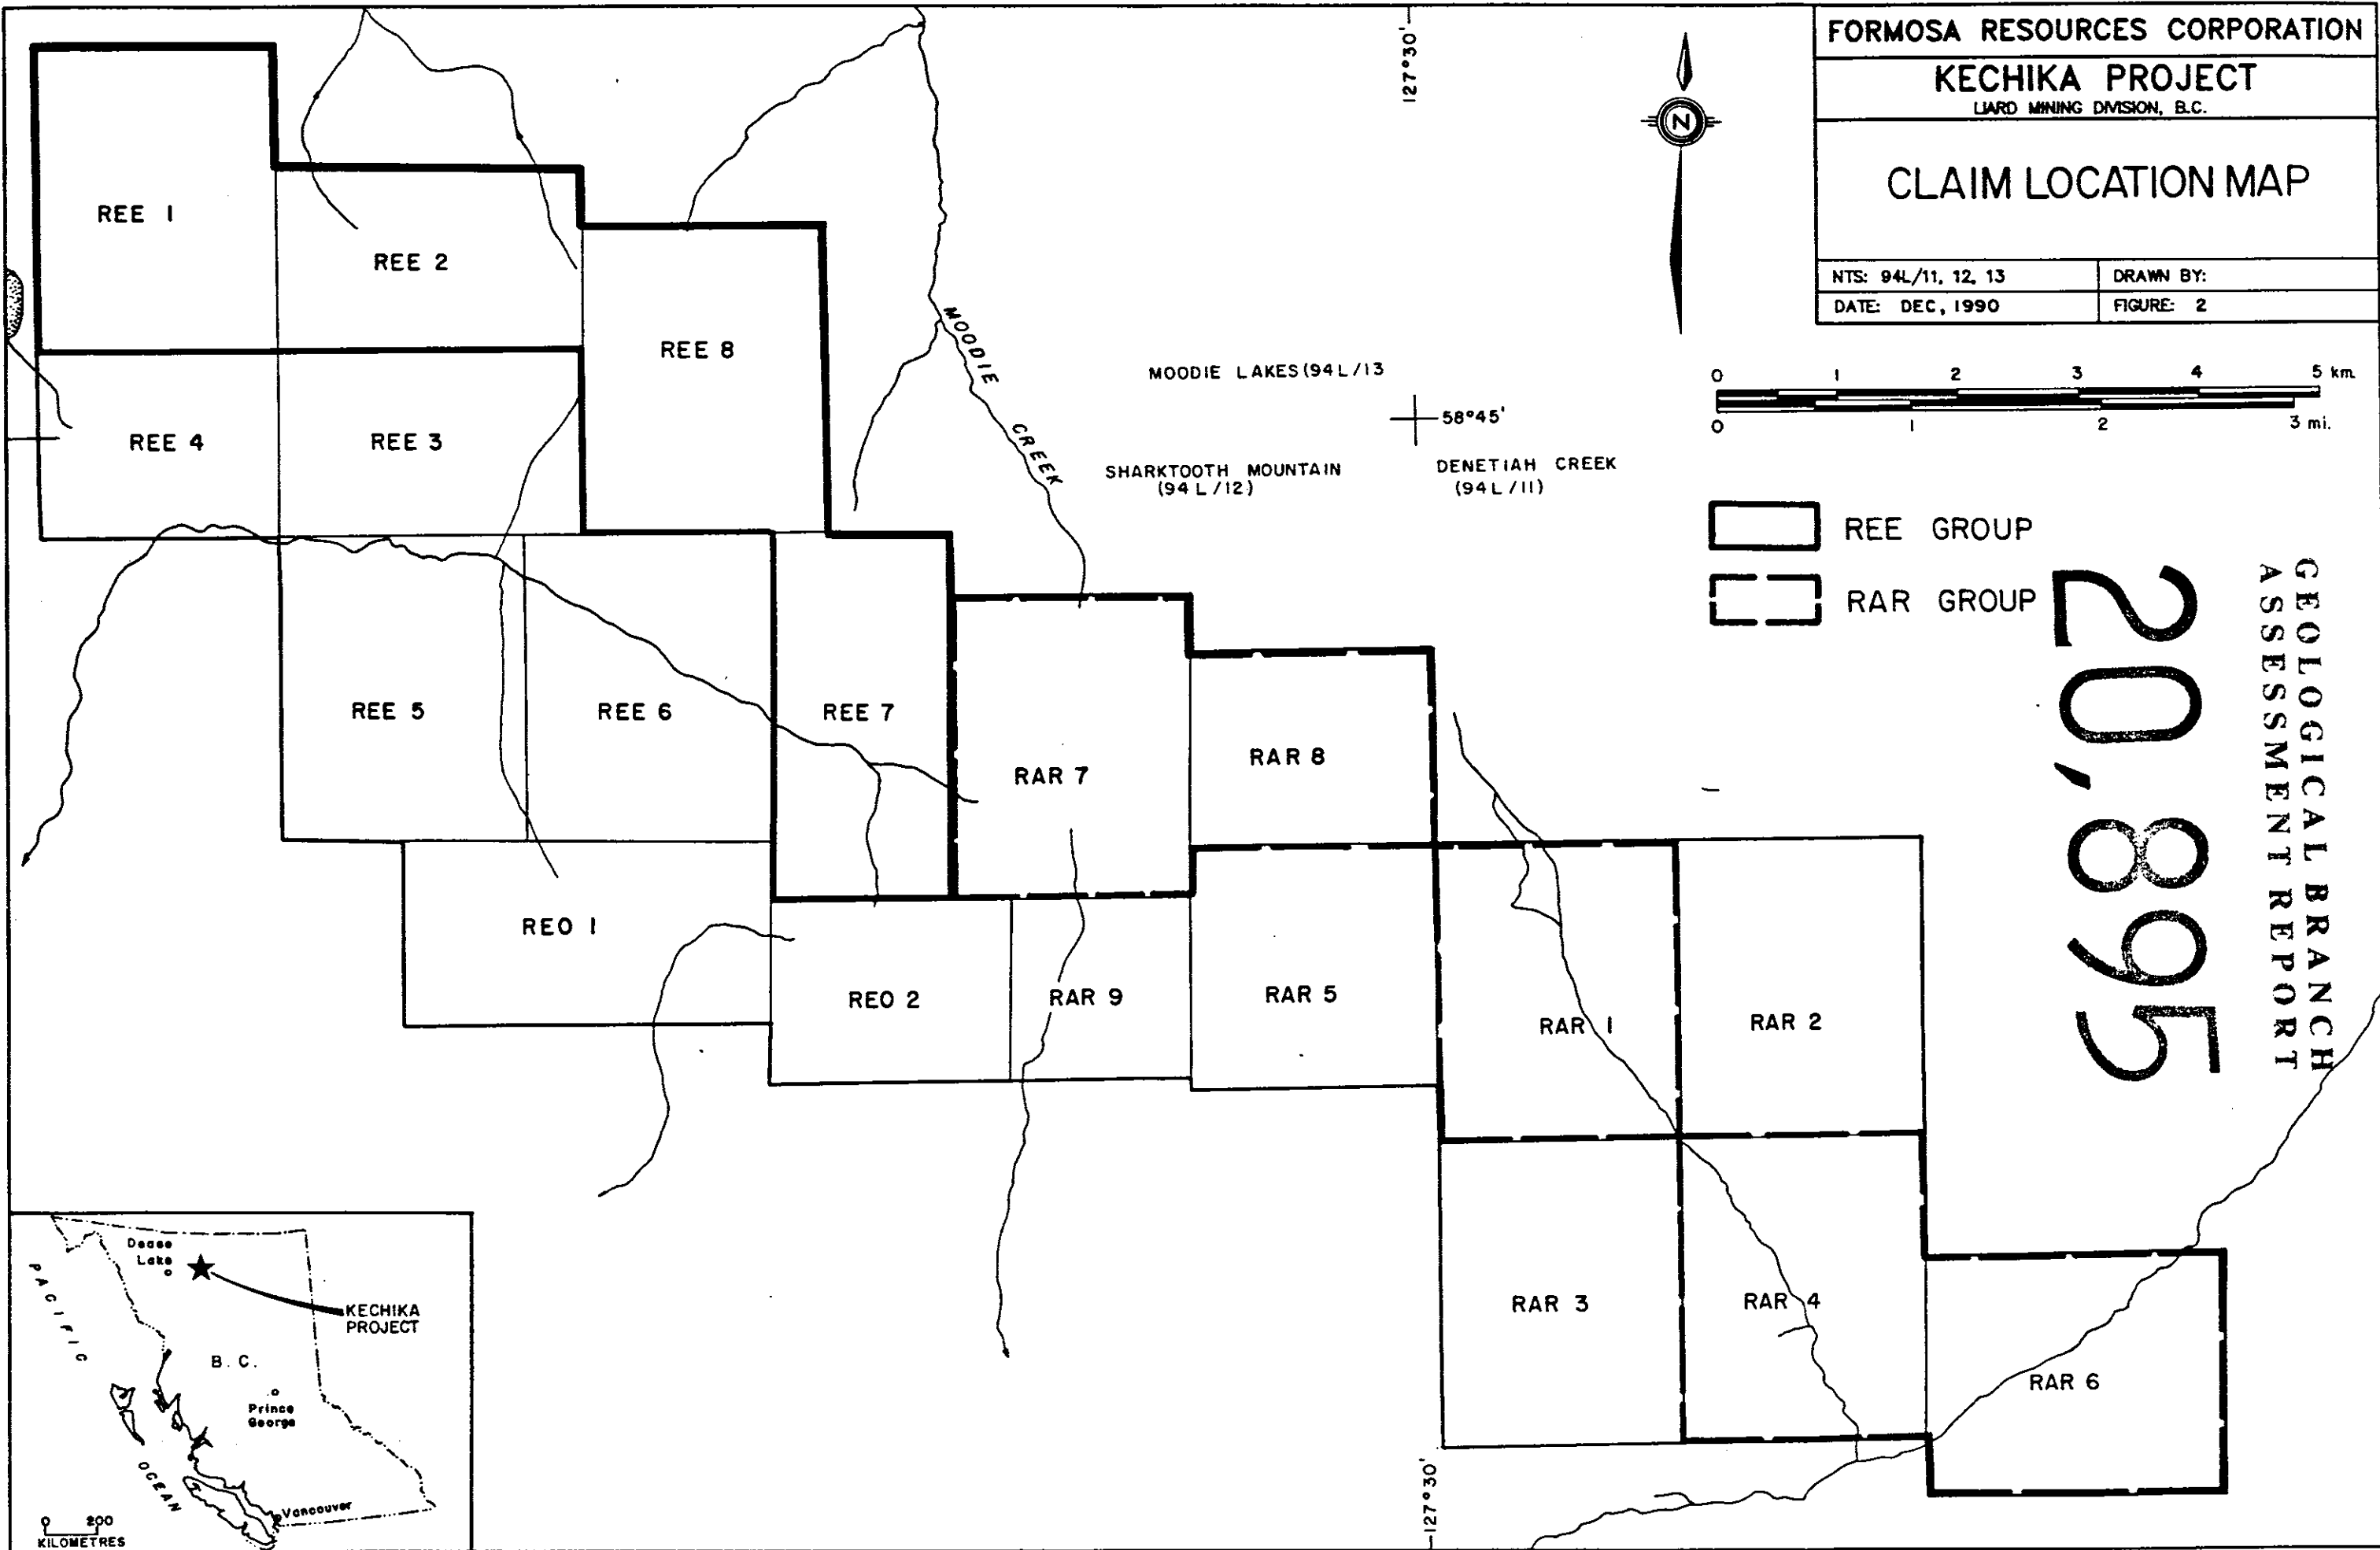 FORMOSA RESOURCES CORPORATION
KECHIKA PROJECT
LIARD MINING DIVISION, B.C.
CLAIM LOCATION MAP
NTS: 94L/11, 12, 13
DRAWN BY:
DATE: DEC, 1990
FIGURE: 2
127°30'
N
0 1 2 3 4 5 km.
0 1 2 3 mi.
MOODIE LAKES (94L/13
58°45'
SHARKTOOTH MOUNTAIN
(94L/12)
DENETIAH CREEK
(94L/11)
REE GROUP
RAR GROUP
GEOLOGICAL BRANCH
ASSESSMENT REPORT
20,895
MOODIE CREEK
REE 1
REE 2
REE 8
REE 4
REE 3
REE 5
REE 6
REE 7
RAR 7
RAR 8
REO 1
REO 2
RAR 9
RAR 5
RAR 1
RAR 2
RAR 3
RAR 4
RAR 6
127°30'
Dease
Lake
KECHIKA
PROJECT
PACIFIC
OCEAN
B.C.
Prince
George
Vancouver
0 200
KILOMETRES